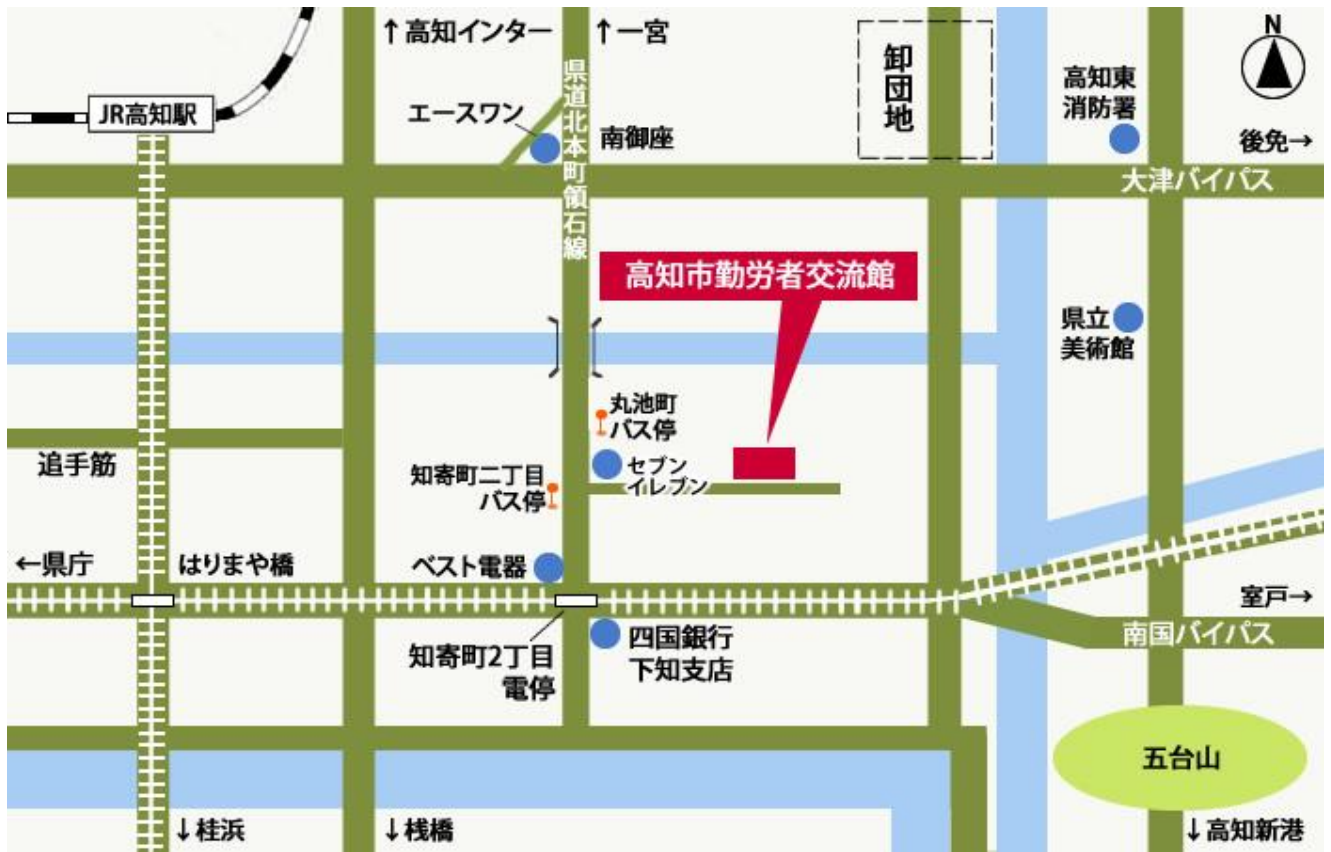 ↑高知インター
↑一宮
N
卸団地
高知東
消防署
JR高知駅
エースワン
県道北本町領石線
南御座
後免→
大津バイパス
高知市勤労者交流館
県立
美術館
丸池町
バス停
追手筋
知寄町二丁目
バス停
セブン
イレブン
←県庁
はりまや橋
ベスト電器
室戸→
南国バイパス
知寄町2丁目
電停
四国銀行
下知支店
五台山
↓桂浜
↓桟橋
↓高知新港